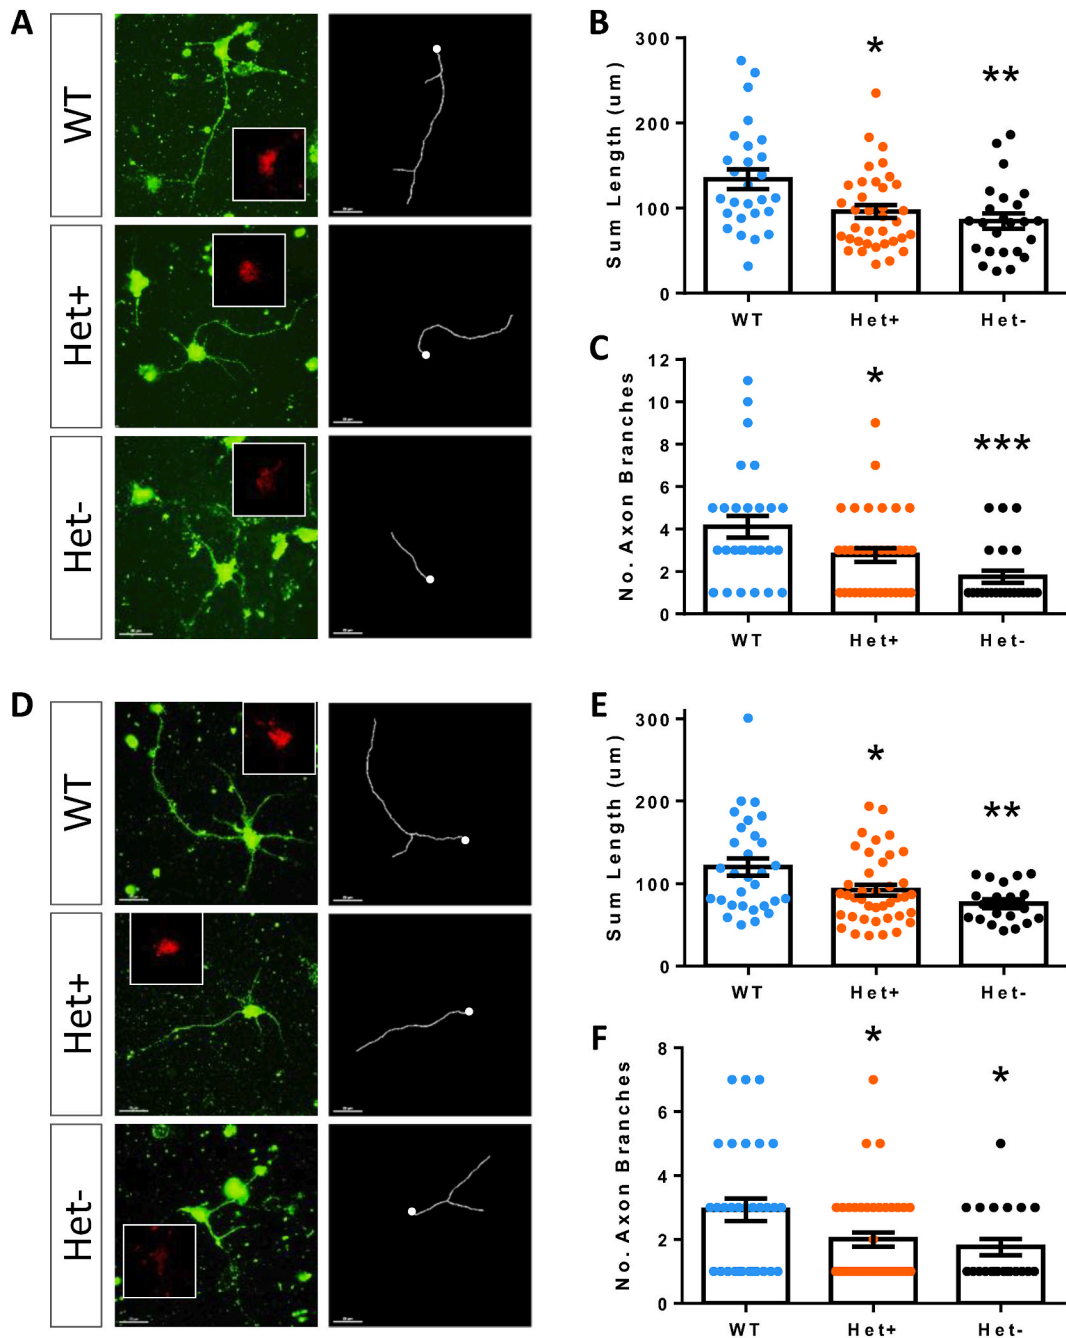 A
WT
Het+
Het-
B
Sum Length (um)
300
200
100
0
*
**
WT
Het+
Het-
C
No. Axon Branches
12
10
8
6
4
2
0
*
***
WT
Het+
Het-
D
WT
Het+
Het-
E
Sum Length (um)
300
200
100
0
*
**
WT
Het+
Het-
F
No. Axon Branches
8
6
4
2
0
*
*
WT
Het+
Het-